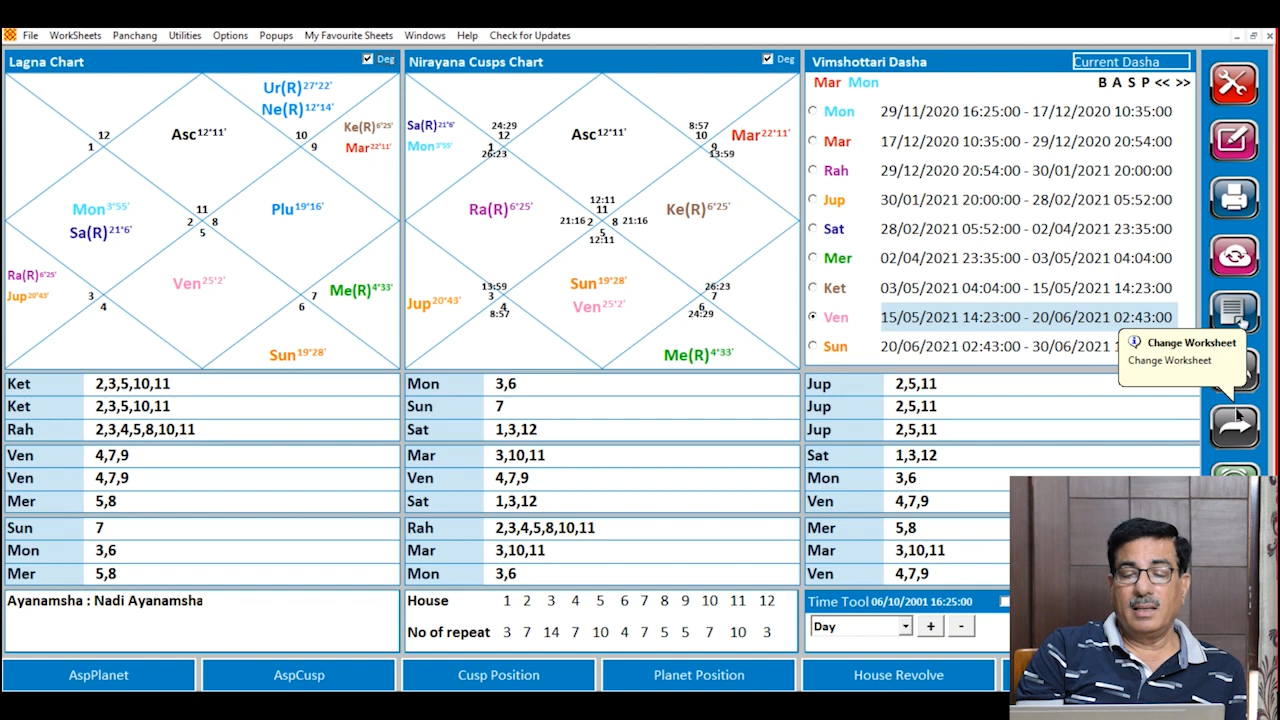 File WorkSheets Panchang Utilities Options Popups My Favourite Sheets Windows Help Check for Updates
Lagna Chart Deg
Ur(R)27°22'
Ne(R)12°14'
12
Asc12°11'
10
Ke(R)6°25'
1
9
Mar22°11'
Mon3°55'
11
Plu19°16'
Sa(R)21°6'
2 8
5
Ra(R)6°25'
Ven25°2'
Me(R)4°33'
Jup20°43'
3
7
4
6
Sun19°28'
Nirayana Cusps Chart Deg
Sa(R)21°6'
24:29
12
Asc12°11'
8:57
10
Mar22°11'
Mon3°55'
1
26:23
9
13:59
Ra(R)6°25'
12:11
11
Ke(R)6°25'
21:16 2 8 21:16
5
12:11
Sun19°28'
Ven25°2'
Jup20°43'
13:59
3
4
8:57
26:23
7
6
24:29
Me(R)4°33'
Vimshottari Dasha Current Dasha
Mar Mon B A S P << >>
Mon 29/11/2020 16:25:00 - 17/12/2020 10:35:00
Mar 17/12/2020 10:35:00 - 29/12/2020 20:54:00
Rah 29/12/2020 20:54:00 - 30/01/2021 20:00:00
Jup 30/01/2021 20:00:00 - 28/02/2021 05:52:00
Sat 28/02/2021 05:52:00 - 02/04/2021 23:35:00
Mer 02/04/2021 23:35:00 - 03/05/2021 04:04:00
Ket 03/05/2021 04:04:00 - 15/05/2021 14:23:00
Ven 15/05/2021 14:23:00 - 20/06/2021 02:43:00
Sun 20/06/2021 02:43:00 - 30/06/2021 1
Change Worksheet
Change Worksheet
Ket 2,3,5,10,11
Ket 2,3,5,10,11
Rah 2,3,4,5,8,10,11
Ven 4,7,9
Ven 4,7,9
Mer 5,8
Sun 7
Mon 3,6
Mer 5,8
Mon 3,6
Sun 7
Sat 1,3,12
Mar 3,10,11
Ven 4,7,9
Sat 1,3,12
Rah 2,3,4,5,8,10,11
Mar 3,10,11
Mon 3,6
Jup 2,5,11
Jup 2,5,11
Jup 2,5,11
Sat 1,3,12
Mon 3,6
Ven 4,7,9
Mer 5,8
Mar 3,10,11
Ven 4,7,9
Ayanamsha : Nadi Ayanamsha
House 1 2 3 4 5 6 7 8 9 10 11 12
No of repeat 3 7 14 7 10 4 7 5 5 7 10 3
Time Tool 06/10/2001 16:25:00
Day + -
AspPlanet AspCusp Cusp Position Planet Position House Revolve